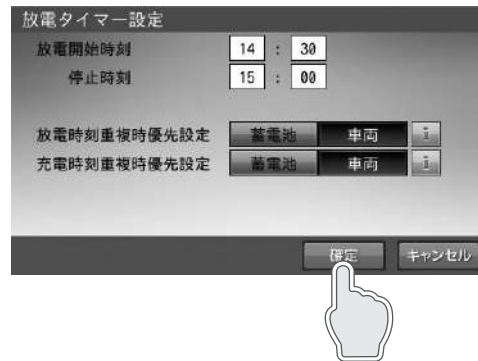 放電タイマー設定
放電開始時刻 14 : 30
停止時刻 15 : 00
放電時刻重複時優先設定 蓄電池 車両 i
充電時刻重複時優先設定 蓄電池 車両 i
確定 キャンセル